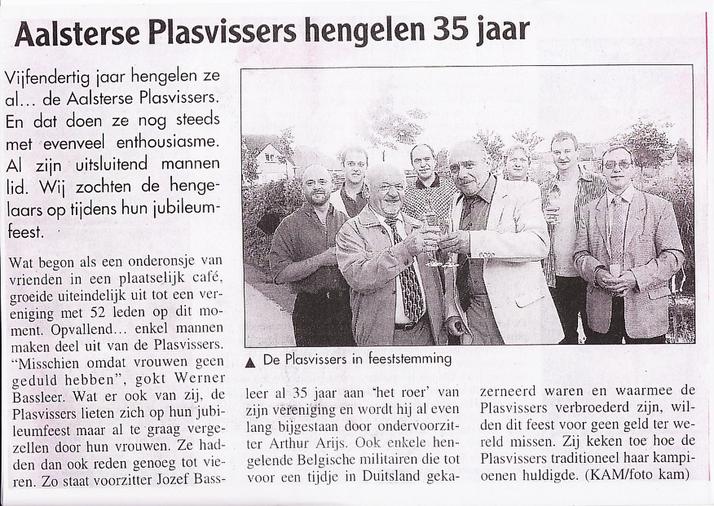 Aalsterse Plasvissers hengelen 35 jaar
Vijfendertig jaar hengelen ze
al... de Aalsterse Plasvissers.
En dat doen ze nog steeds
met evenveel enthousiasme.
Al zijn uitsluitend mannen
lid. Wij zochten de henge-
laars op tijdens hun jubileum-
feest.
Wat begon als een onderonsje van
vrienden in een plaatselijk café,
groeide uiteindelijk uit tot een ver-
eniging met 52 leden op dit mo-
ment. Opvallend... enkel mannen
maken deel uit van de Plasvissers.
“Misschien omdat vrouwen geen
geduld hebben”, gokt Werner
Bassleer. Wat er ook van zij, de
Plasvissers lieten zich op hun jubi-
leumfeest maar al te graag verge-
zellen door hun vrouwen. Ze had-
den dan ook reden genoeg tot vie-
ren. Zo staat voorzitter Jozef Bass-
▲ De Plasvissers in feeststemming
leer al 35 jaar aan ‘het roer’ van
zijn vereniging en wordt hij al even
lang bijgestaan door ondervoorzit-
ter Arthur Arijs. Ook enkele hen-
gelende Belgische militairen die tot
voor een tijdje in Duitsland geka-
zerneerd waren en waarmee de
Plasvissers verbroederd zijn, wil-
den dit feest voor geen geld ter we-
reld missen. Zij keken toe hoe de
Plasvissers traditioneel haar kampi-
oenen huldigde. (KAM/foto kam)